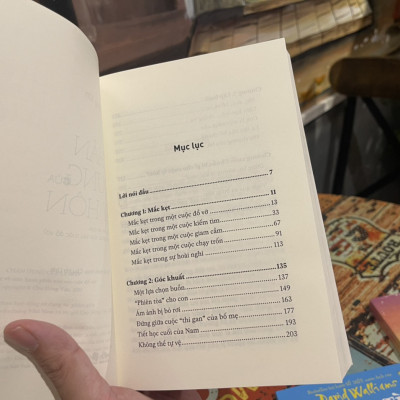 Mục lục
Lời nói đầu 7
Chương 1: Mắc kẹt 11
Mắc kẹt trong một cuộc đổ vỡ 13
Mắc kẹt trong một cuộc kiếm tìm 33
Mắc kẹt trong một cuộc giam cầm 67
Mắc kẹt trong một cuộc chạy trốn 91
Mắc kẹt trong sự hoài nghi 113
Chương 2: Góc khuất 135
Một lựa chọn buồn 137
"Phiên tòa" cho con 149
Ám ảnh bị bỏ rơi 163
Đứng giữa cuộc "thi gan" của bố mẹ 177
Tiết học cuối của Nam 193
Không thể tự vệ 203
David Walliams